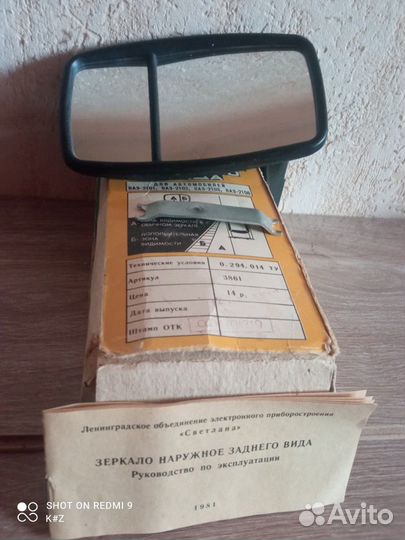 ДЛЯ АВТОМОБИЛЕЙ
ВАЗ-2101, ВАЗ-2102, ВАЗ-2103, ВАЗ-2106
А Б
А
ВИДИМОСТИ В
ОБЫЧНОМ ЗЕРКАЛЕ
ДОПОЛНИТЕЛЬНАЯ
Б- ЗОНА
ВИДИМОСТИ
Б А
Технические условия 0.294.014 ТУ
Артикул 3861
Цена 14 р.
Дата выпуска
Штамп ОТК
Ленинградское объединение электронного приборостроения
«Светлана»
ЗЕРКАЛО НАРУЖНОЕ ЗАДНЕГО ВИДА
Руководство по эксплуатации
1981
SHOT ON REDMI 9
K#Z
Avito